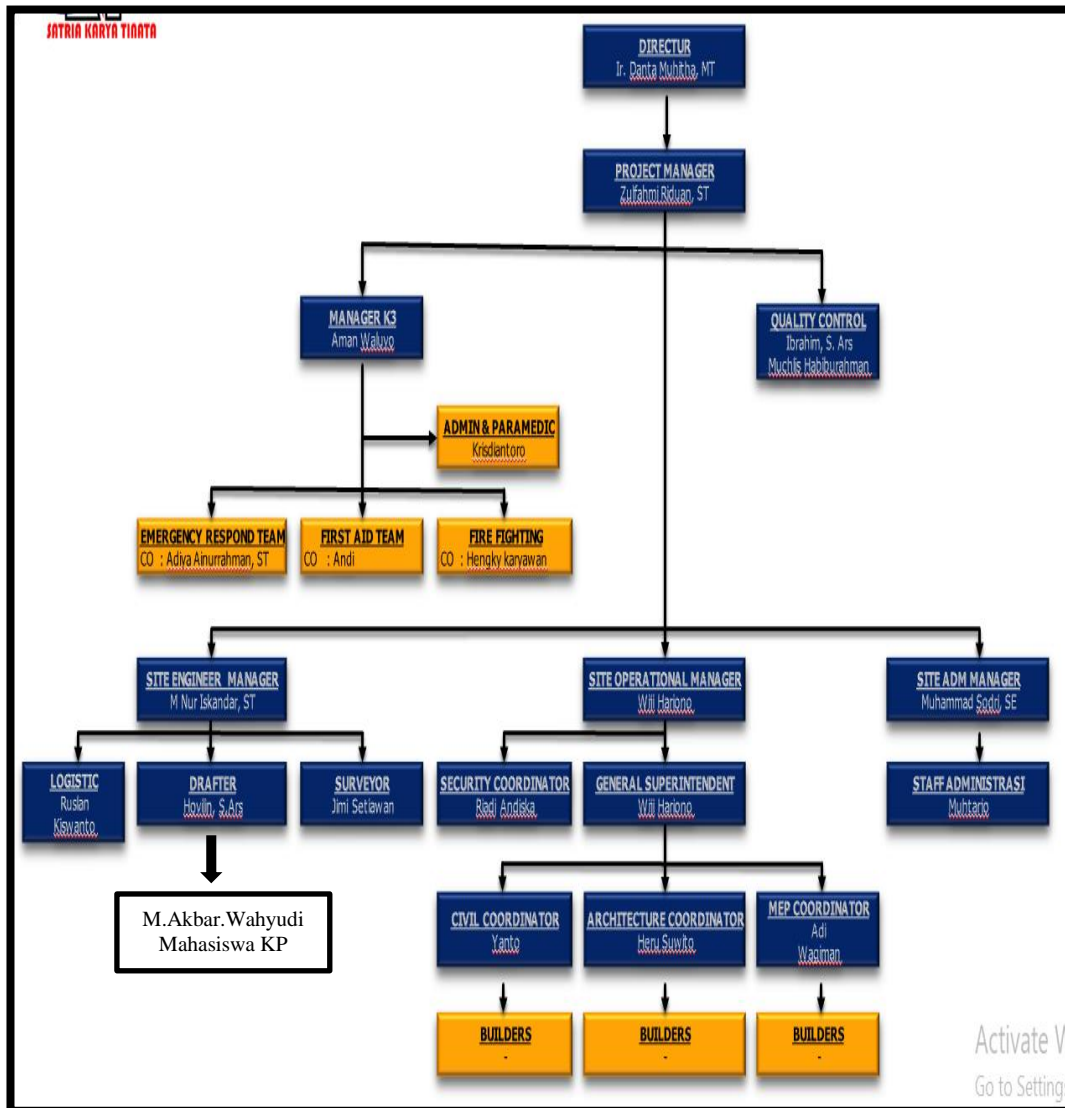 SATRIA KARYA TINATA
DIRECTUR
Ir. Danta Muhitha, MT
PROJECT MANAGER
Zulfahmi Riduan, ST
MANAGER K3
Aman Waluyo
QUALITY CONTROL
Ibrahim, S. Ars
Muchlis Habiburahman
ADMIN & PARAMEDIC
Krisdiantoro
EMERGENCY RESPOND TEAM
CO : Adiya Ainurrahman, ST
FIRST AID TEAM
CO : Andi
FIRE FIGHTING
CO : Hengky karyawan
SITE ENGINEER MANAGER
M Nur Iskandar, ST
SITE OPERATIONAL MANAGER
Wiji Hariono
SITE ADM MANAGER
Muhammad Sodri, SE
LOGISTIC
Ruslan
Kiswanto
DRAFTER
Hovilin, S.Ars
SURVEYOR
Jimi Setiawan
SECURITY COORDINATOR
Riadi Andiska
GENERAL SUPERINTENDENT
Wiji Hariono
STAFF ADMINISTRASI
Muhtario
M.Akbar.Wahyudi
Mahasiswa KP
CIVIL COORDINATOR
Yanto
ARCHITECTURE COORDINATOR
Heru Suwito
MEP COORDINATOR
Adi
Wagiman
BUILDERS
-
BUILDERS
-
BUILDERS
-
Activate W
Go to Setting